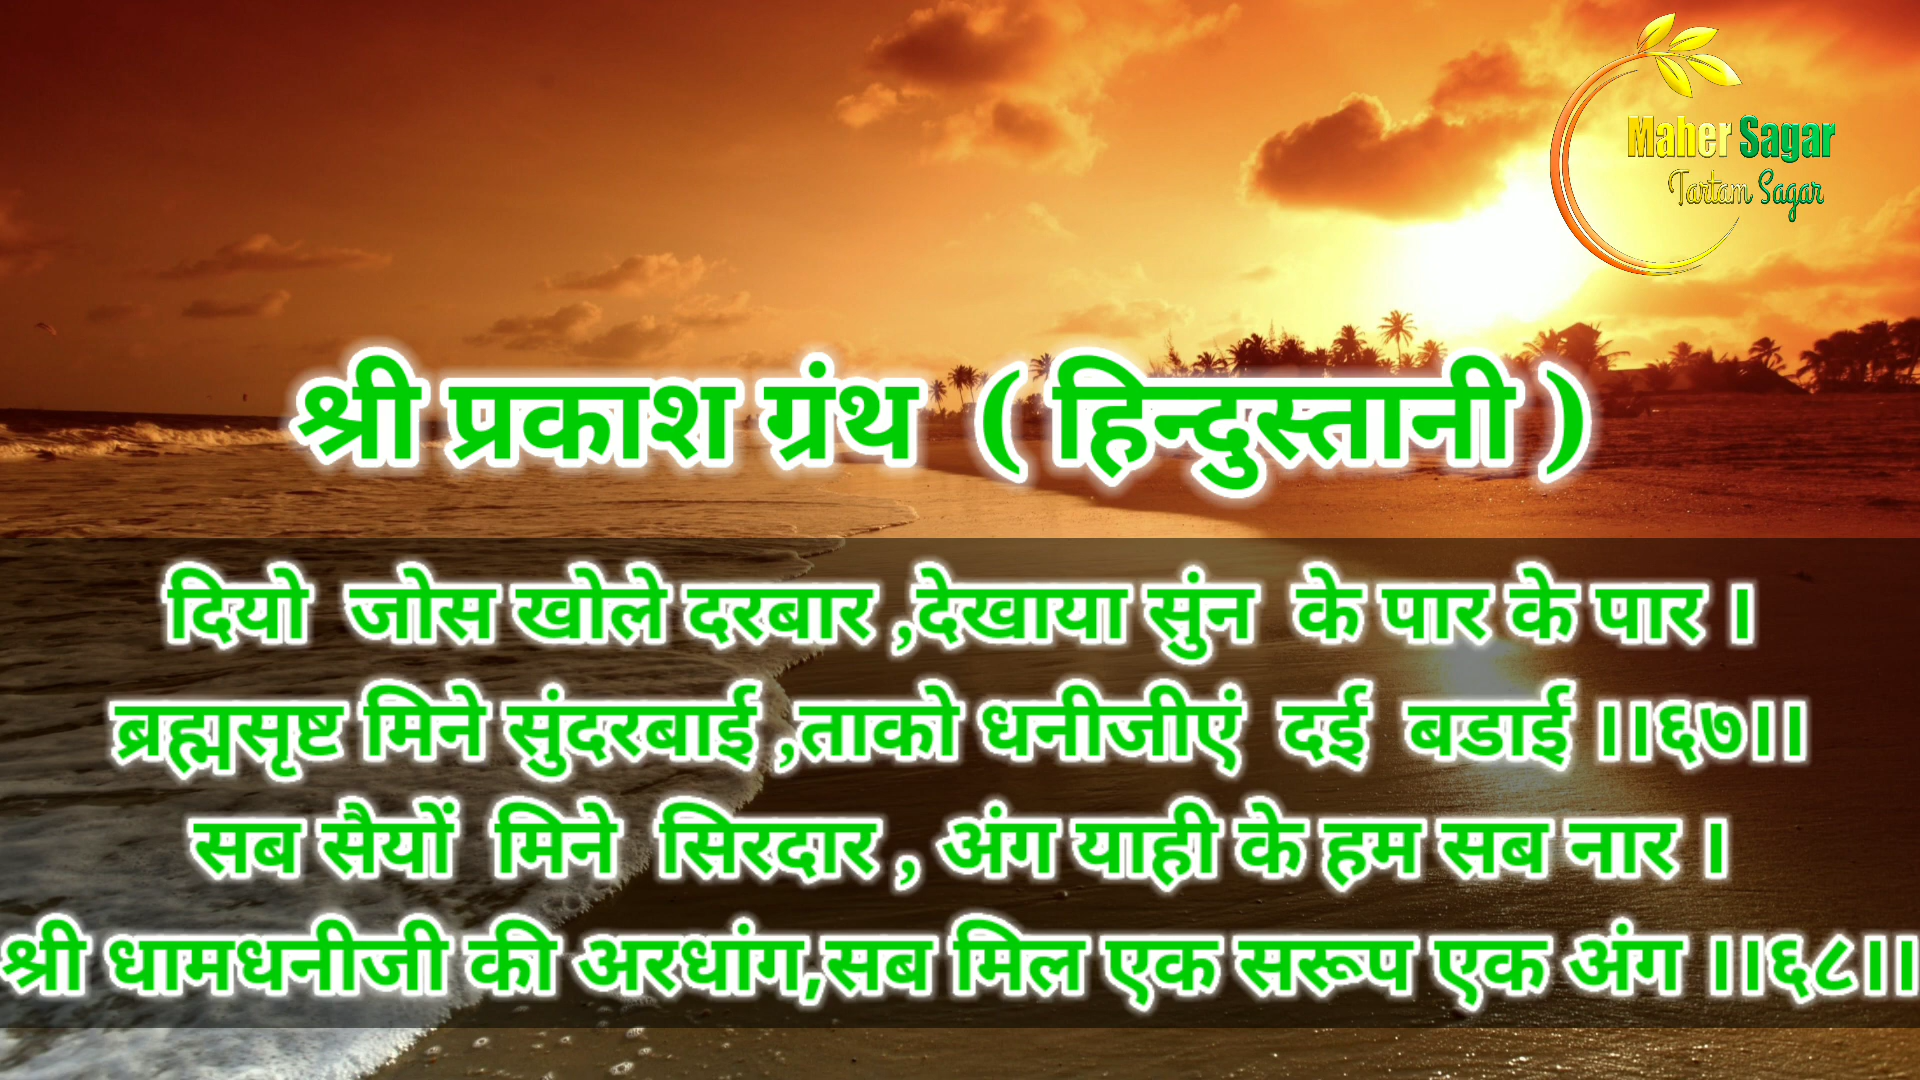 Maher Sagar
Tartam Sagar
श्री प्रकाश ग्रंथ ( हिन्दुस्तानी )
दियो जोस खोले दरबार ,देखाया सुंन के पार के पार ।
ब्रह्मसृष्ट मिने सुंदरबाई ,ताको धनीजीएं दई बडाई ।।६७।।
सब सैयों मिने सिरदार , अंग याही के हम सब नार ।
श्री धामधनीजी की अरधांग,सब मिल एक सरूप एक अंग ।।६८।।